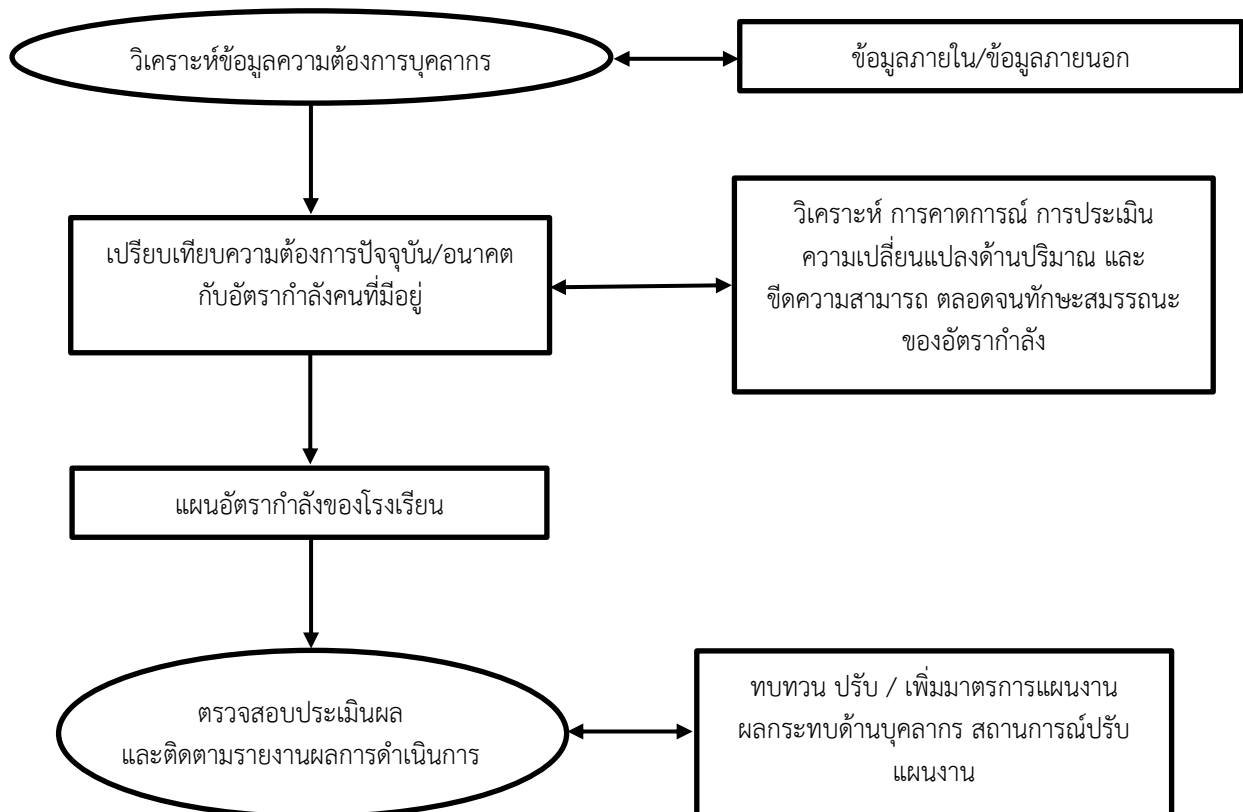 วิเคราะห์ข้อมูลความต้องการบุคลากร
ข้อมูลภายใน/ข้อมูลภายนอก
เปรียบเทียบความต้องการปัจจุบัน/อนาคต
กับอัตรากำลังคนที่มีอยู่
วิเคราะห์ การคาดการณ์ การประเมิน
ความเปลี่ยนแปลงด้านปริมาณ และ
ขีดความสามารถ ตลอดจนทักษะสมรรถนะ
ของอัตรากำลัง
แผนอัตรากำลังของโรงเรียน
ตรวจสอบประเมินผล
และติดตามรายงานผลการดำเนินการ
ทบทวน ปรับ / เพิ่มมาตรการแผนงาน
ผลกระทบด้านบุคลากร สถานการณ์ปรับ
แผนงาน